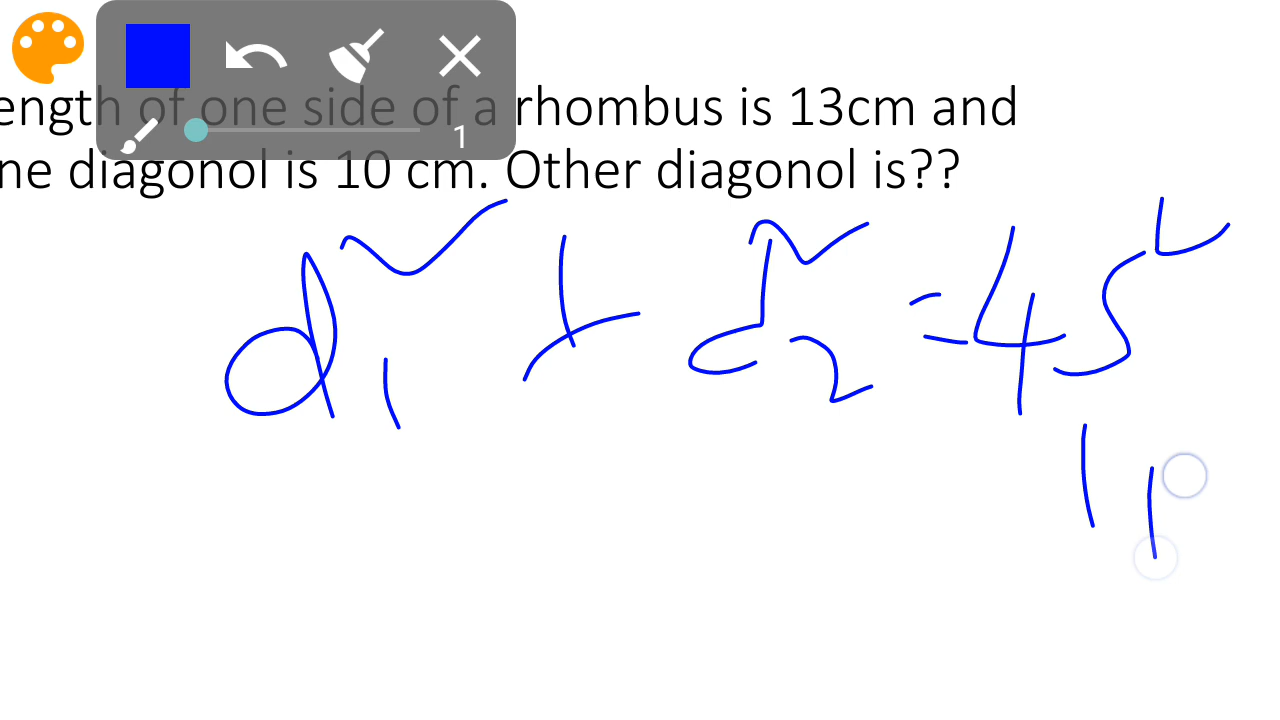 ength of one side of a rhombus is 13cm and
1
ne diagonol is 10 cm. Other diagonol is??
d₁² + d₂² = 4S²